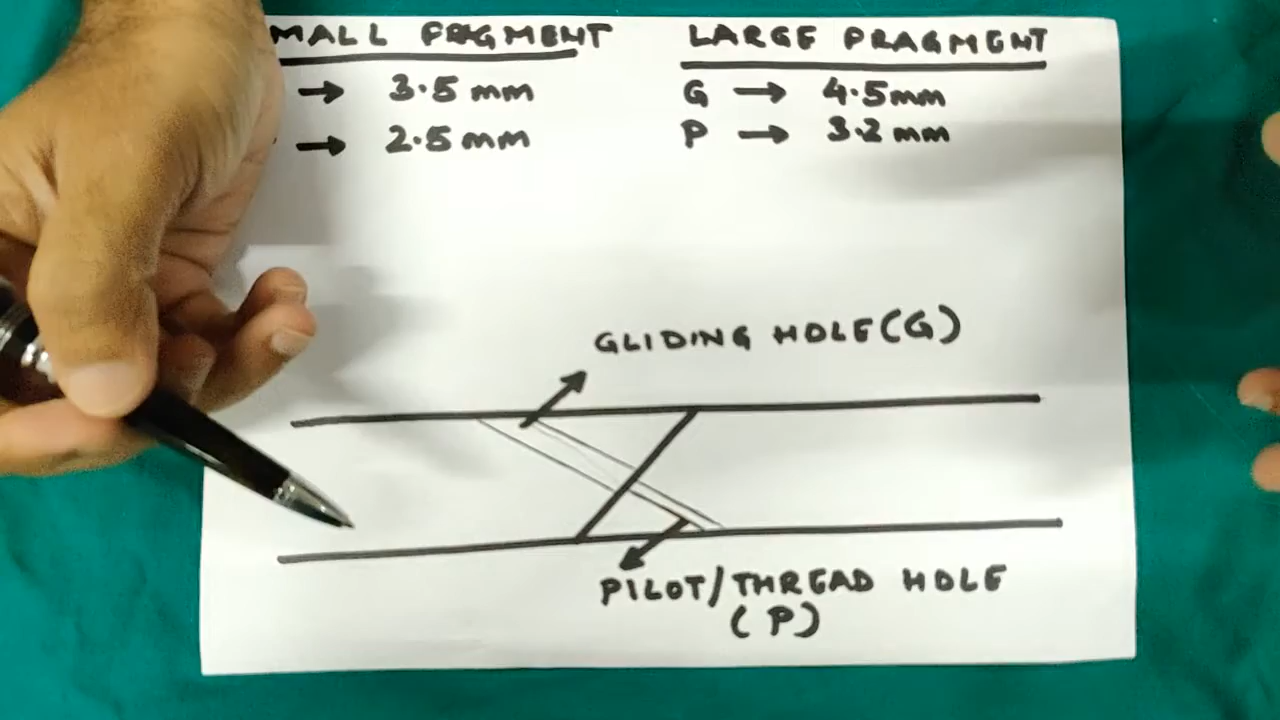 MALL FRAGMENT
LARGE FRAGMENT
→ 3.5 mm
G → 4.5mm
→ 2.5 mm
P → 3.2 mm
GLIDING HOLE(G)
PILOT/THREAD HOLE
(P)